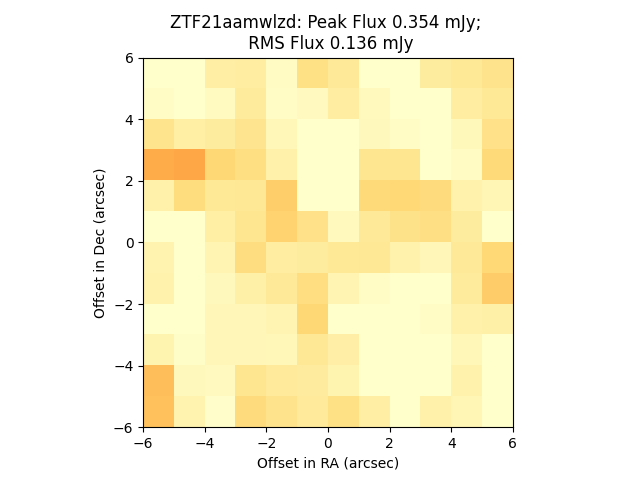 ZTF21aamwlzd: Peak Flux 0.354 mJy;
RMS Flux 0.136 mJy
6
4
2
0
−2
−4
−6
Offset in Dec (arcsec)
−6 −4 −2 0 2 4 6
Offset in RA (arcsec)